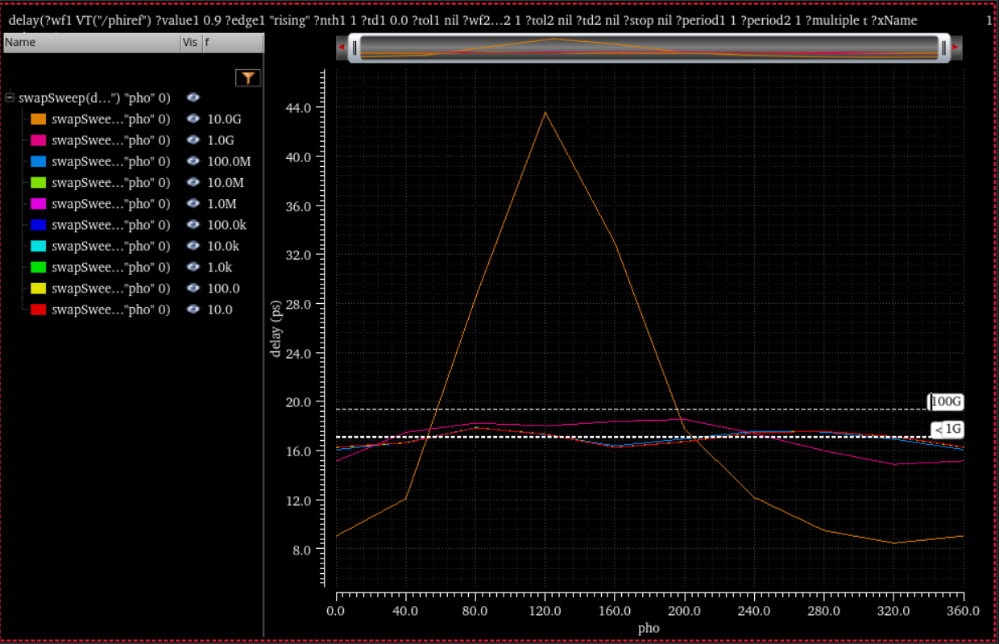 delay(?wf1 VT("/phiref") ?value1 0.9 ?edge1 "rising" ?nth1 1 ?td1 0.0 ?tol1 nil ?wf2...2 1 ?tol2 nil ?td2 nil ?stop nil ?period1 1 ?period2 1 ?multiple t ?xName 1
Name Vis f
swapSweep(d...") "pho" 0)
swapSwee..."pho" 0) 10.0G
swapSwee..."pho" 0) 1.0G
swapSwee..."pho" 0) 100.0M
swapSwee..."pho" 0) 10.0M
swapSwee..."pho" 0) 1.0M
swapSwee..."pho" 0) 100.0k
swapSwee..."pho" 0) 10.0k
swapSwee..."pho" 0) 1.0k
swapSwee..."pho" 0) 100.0
swapSwee..."pho" 0) 10.0
delay (ps)
44.0
40.0
36.0
32.0
28.0
24.0
20.0
16.0
12.0
8.0
100G
< 1G
0.0 40.0 80.0 120.0 160.0 200.0 240.0 280.0 320.0 360.0
pho